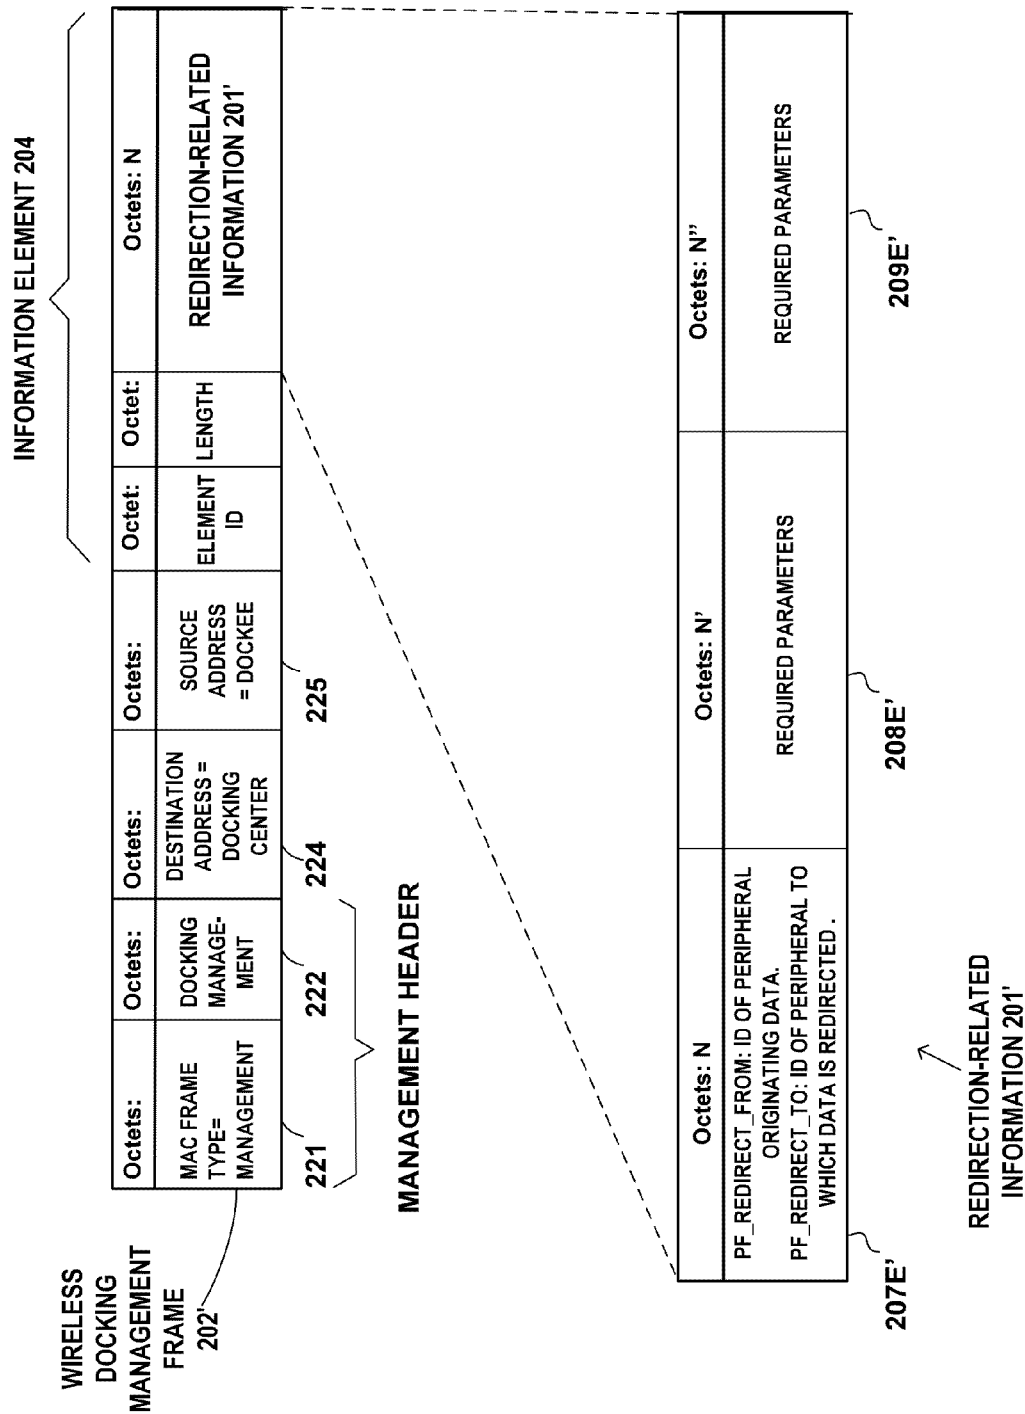 WIRELESS
DOCKING
MANAGEMENT
FRAME
202'
INFORMATION ELEMENT 204
Octets:
MAC FRAME
TYPE=
MANAGEMENT
221
Octets:
DOCKING
MANAGE-
MENT
222
MANAGEMENT HEADER
Octets:
DESTINATION
ADDRESS =
DOCKING
CENTER
224
Octets:
SOURCE
ADDRESS
= DOCKEE
225
Octet:
ELEMENT
ID
Octet:
LENGTH
Octets: N
REDIRECTION-RELATED
INFORMATION 201'
Octets: N
PF_REDIRECT_FROM: ID OF PERIPHERAL
ORIGINATING DATA.
PF_REDIRECT_TO: ID OF PERIPHERAL TO
WHICH DATA IS REDIRECTED .
207E'
Octets: N'
REQUIRED PARAMETERS
208E'
Octets: N''
REQUIRED PARAMETERS
209E'
REDIRECTION-RELATED
INFORMATION 201'